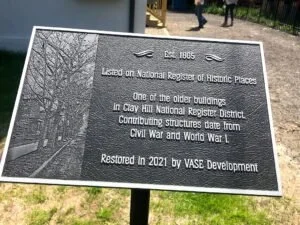 Est. 1865
Listed on National Register of Historic Places
One of the older buildings
in Clay Hill National Register District.
Contributing structures date from
Civil War and World War I.
Restored in 2021 by VASE Development